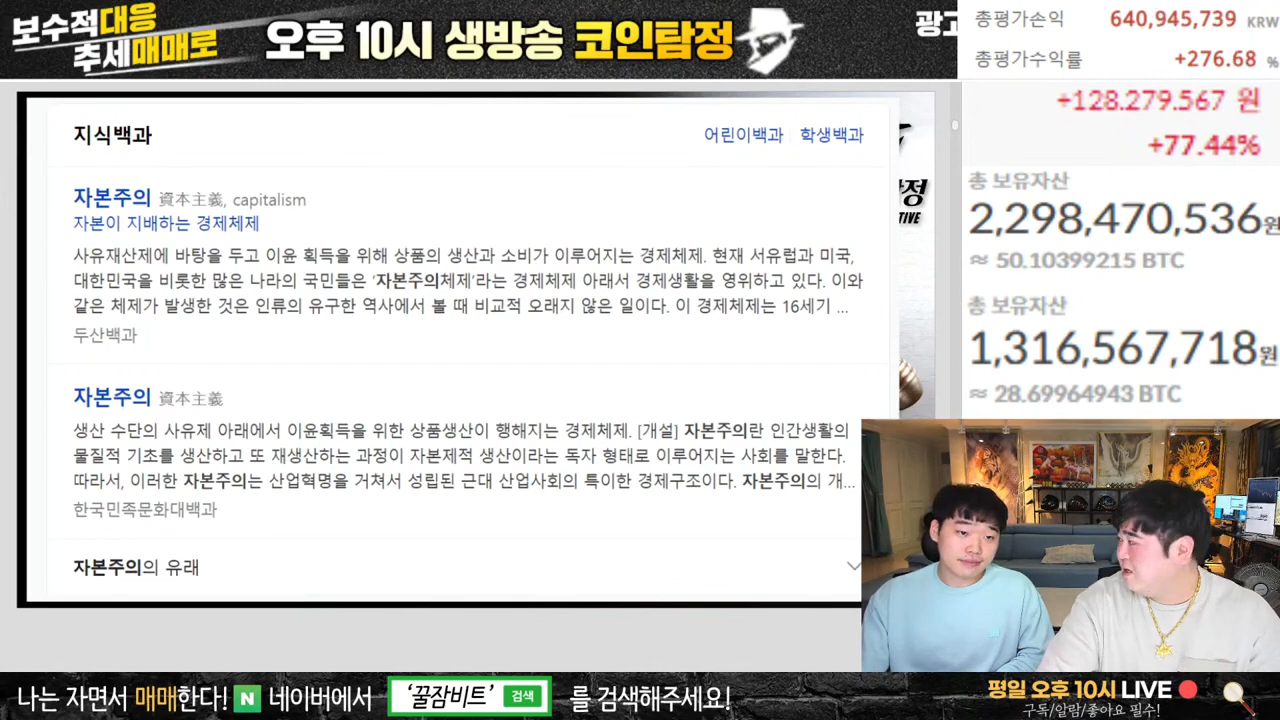 보수적대응
추세매매로
오후 10시 생방송 코인탐정
광고
총평가손익 640,945,739 KRW
총평가수익률 +276.68 %
+128.279.567 원
+77.44%
총 보유자산
2,298,470,536원
≈ 50.10399215 BTC
총 보유자산
1,316,567,718원
≈ 28.69964943 BTC
지식백과
어린이백과 학생백과
자본주의 資本主義, capitalism
자본이 지배하는 경제체제
사유재산제에 바탕을 두고 이윤 획득을 위해 상품의 생산과 소비가 이루어지는 경제체제. 현재 서유럽과 미국,
대한민국을 비롯한 많은 나라의 국민들은 ‘자본주의체제’라는 경제체제 아래서 경제생활을 영위하고 있다. 이와
같은 체제가 발생한 것은 인류의 유구한 역사에서 볼 때 비교적 오래지 않은 일이다. 이 경제체제는 16세기 ...
두산백과
자본주의 資本主義
생산 수단의 사유제 아래에서 이윤획득을 위한 상품생산이 행해지는 경제체제. [개설] 자본주의란 인간생활의
물질적 기초를 생산하고 또 재생산하는 과정이 자본제적 생산이라는 독자 형태로 이루어지는 사회를 말한다.
따라서, 이러한 자본주의는 산업혁명을 거쳐서 성립된 근대 산업사회의 특이한 경제구조이다. 자본주의의 개...
한국민족문화대백과
자본주의의 유래
정
TIVE
나는 자면서 매매한다! N 네이버에서 ‘꿀잠비트’ 검색 를 검색해주세요!
평일 오후 10시 LIVE
구독/알람/좋아요 필수!